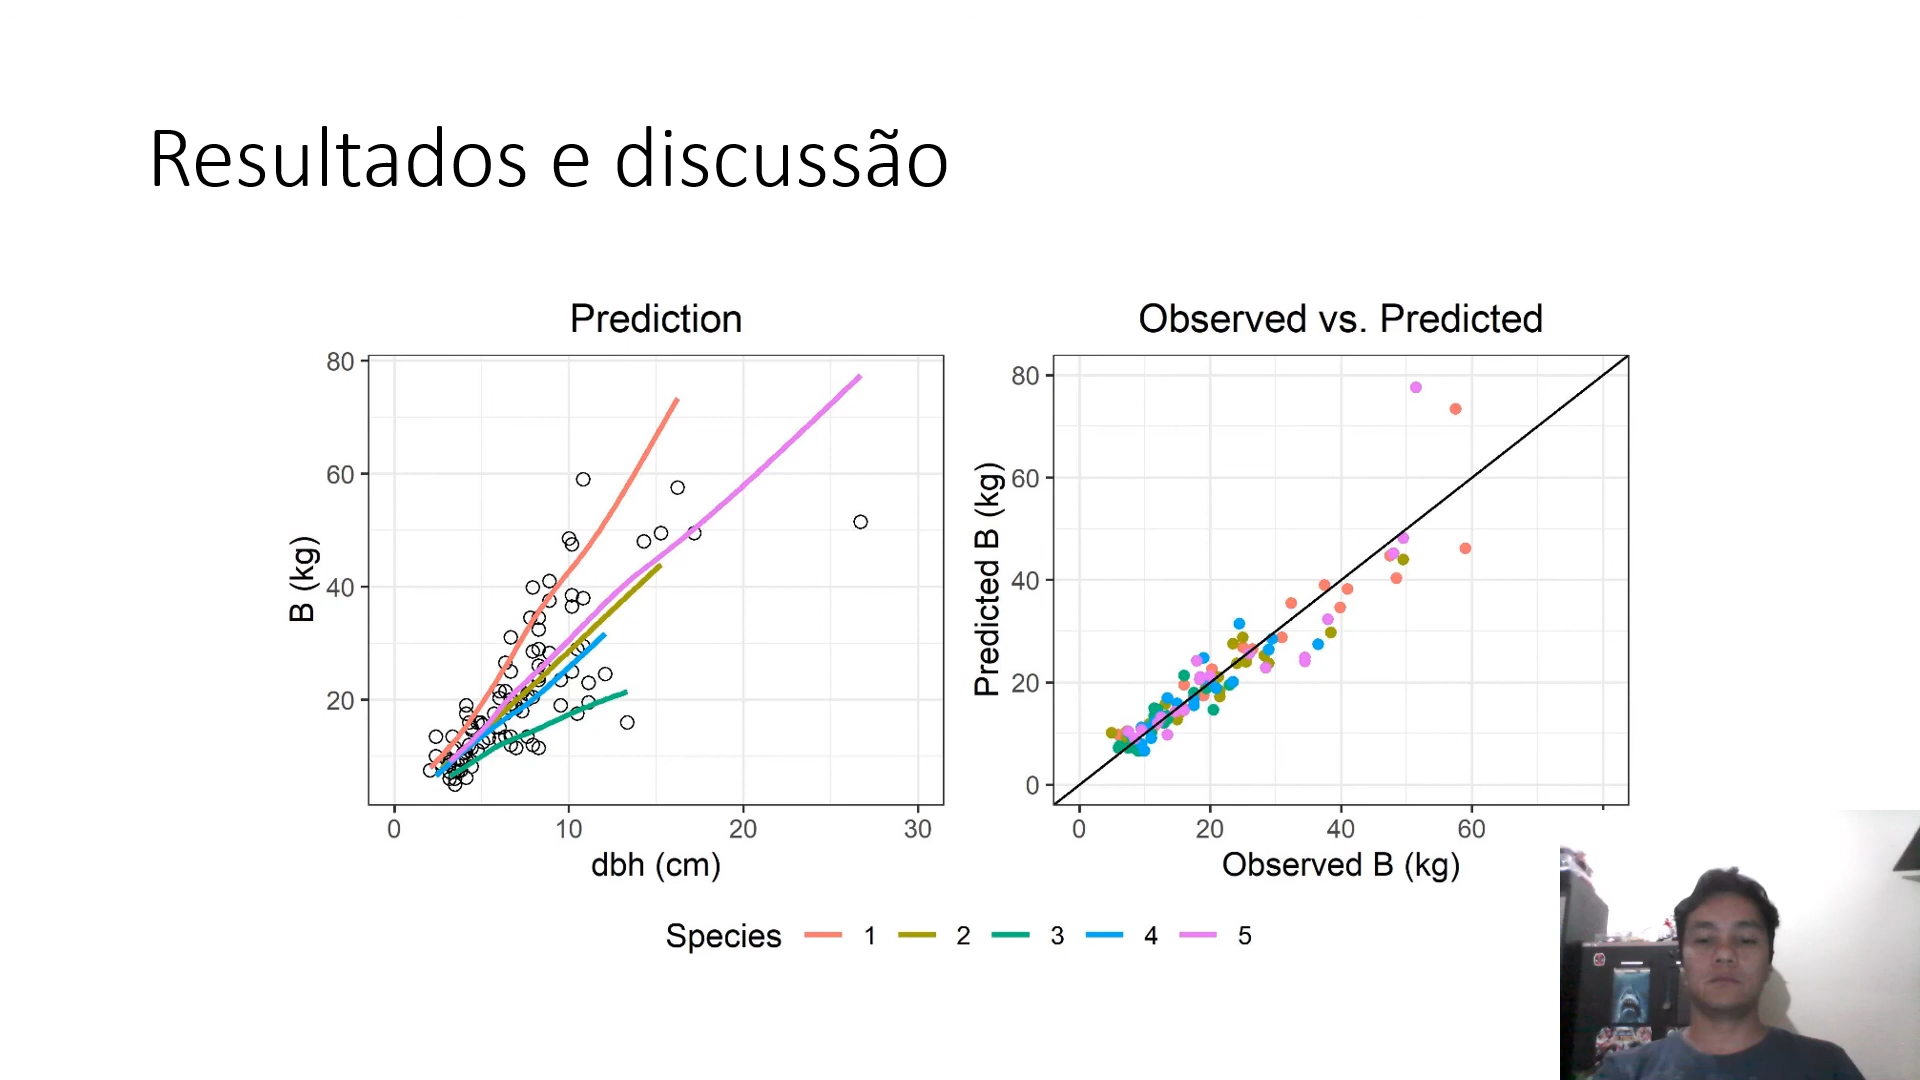 Resultados e discussão
Prediction
80
60
40
20
B (kg)
0 10 20 30
dbh (cm)
Observed vs. Predicted
80
60
40
20
0
Predicted B (kg)
0 20 40 60
Observed B (kg)
Species 1 2 3 4 5